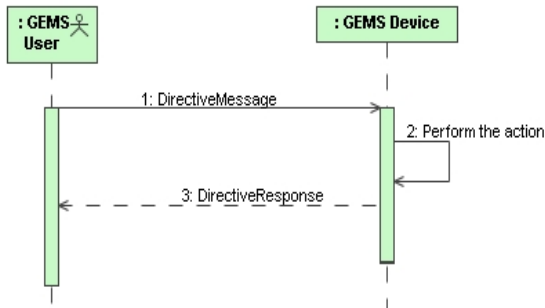 : GEMS
User
: GEMS Device
1: DirectiveMessage
2: Perform the action
3: DirectiveResponse